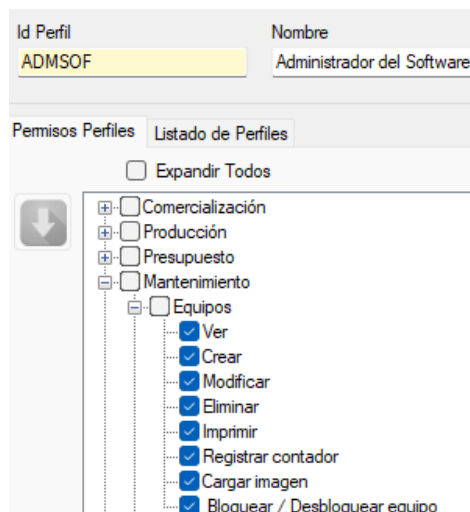 Id Perfil Nombre
ADMSOF Administrador del Software
Permisos Perfiles Listado de Perfiles
Expandir Todos
Comercialización
Producción
Presupuesto
Mantenimiento
Equipos
Ver
Crear
Modificar
Eliminar
Imprimir
Registrar contador
Cargar imagen
Bloquear / Desbloquear equipo